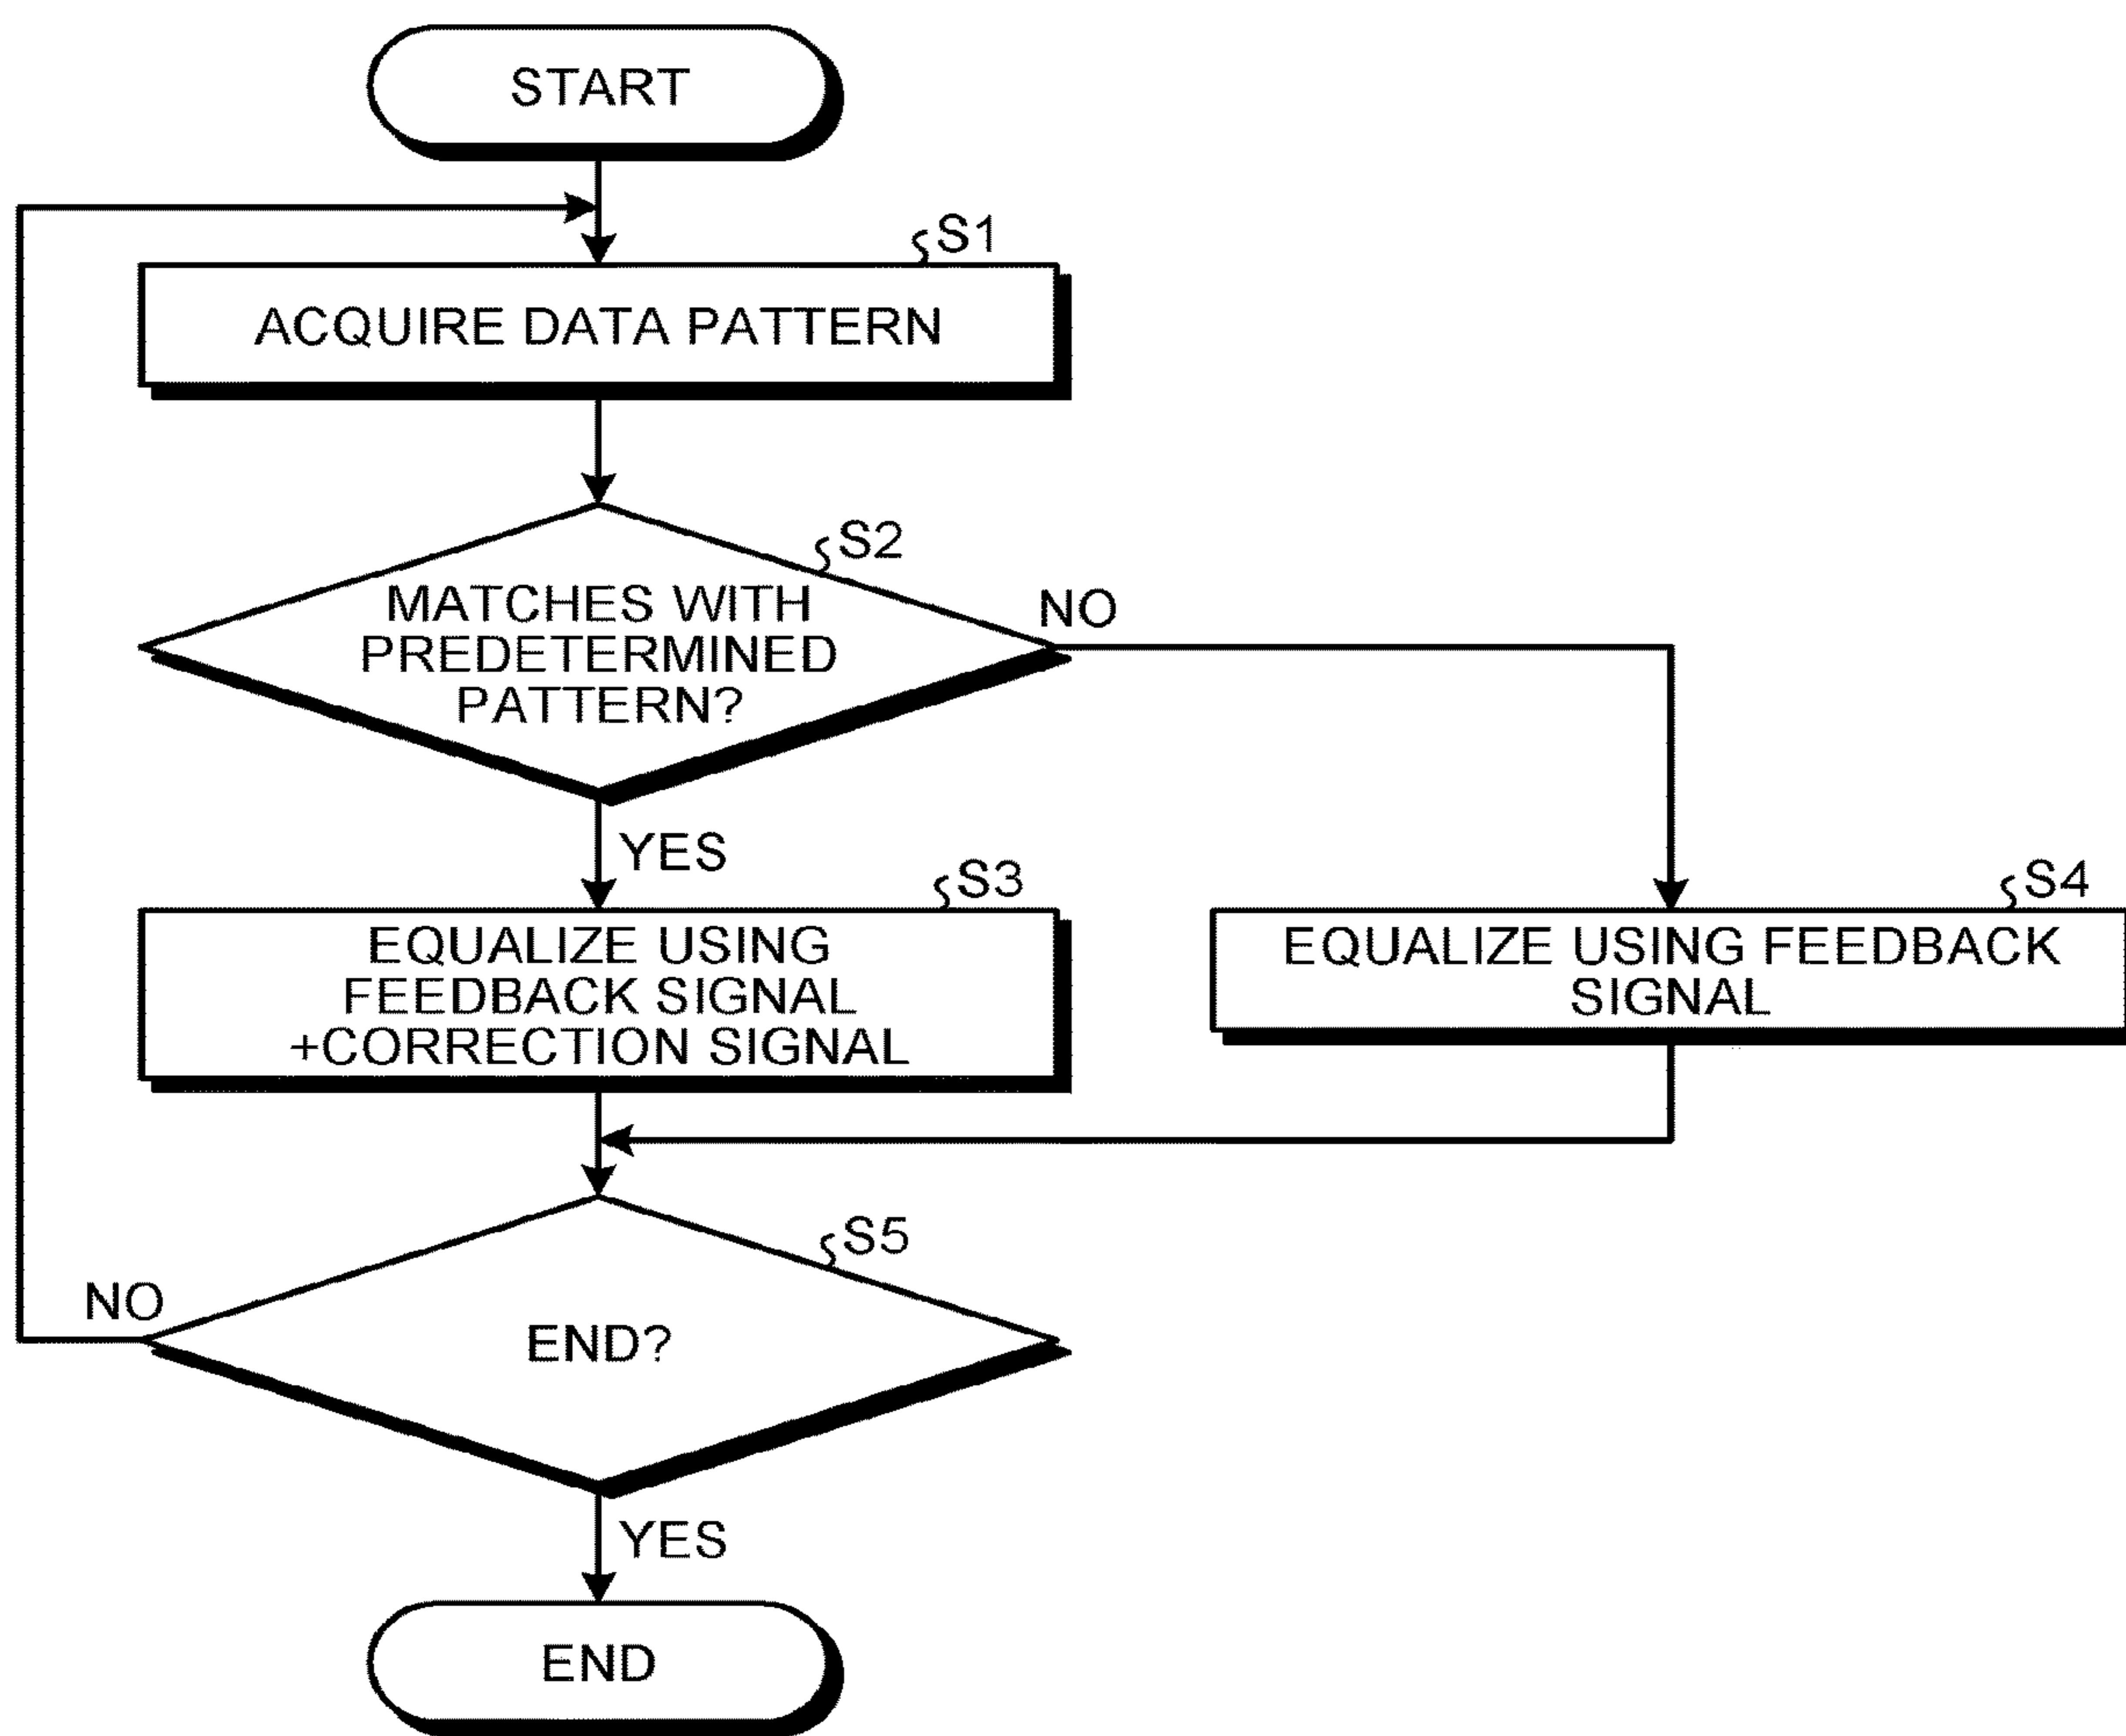 START
S1
ACQUIRE DATA PATTERN
S2
MATCHES WITH
PREDETERMINED
PATTERN?
NO
YES
S3
EQUALIZE USING
FEEDBACK SIGNAL
+CORRECTION SIGNAL
S4
EQUALIZE USING FEEDBACK
SIGNAL
S5
NO
END?
YES
END